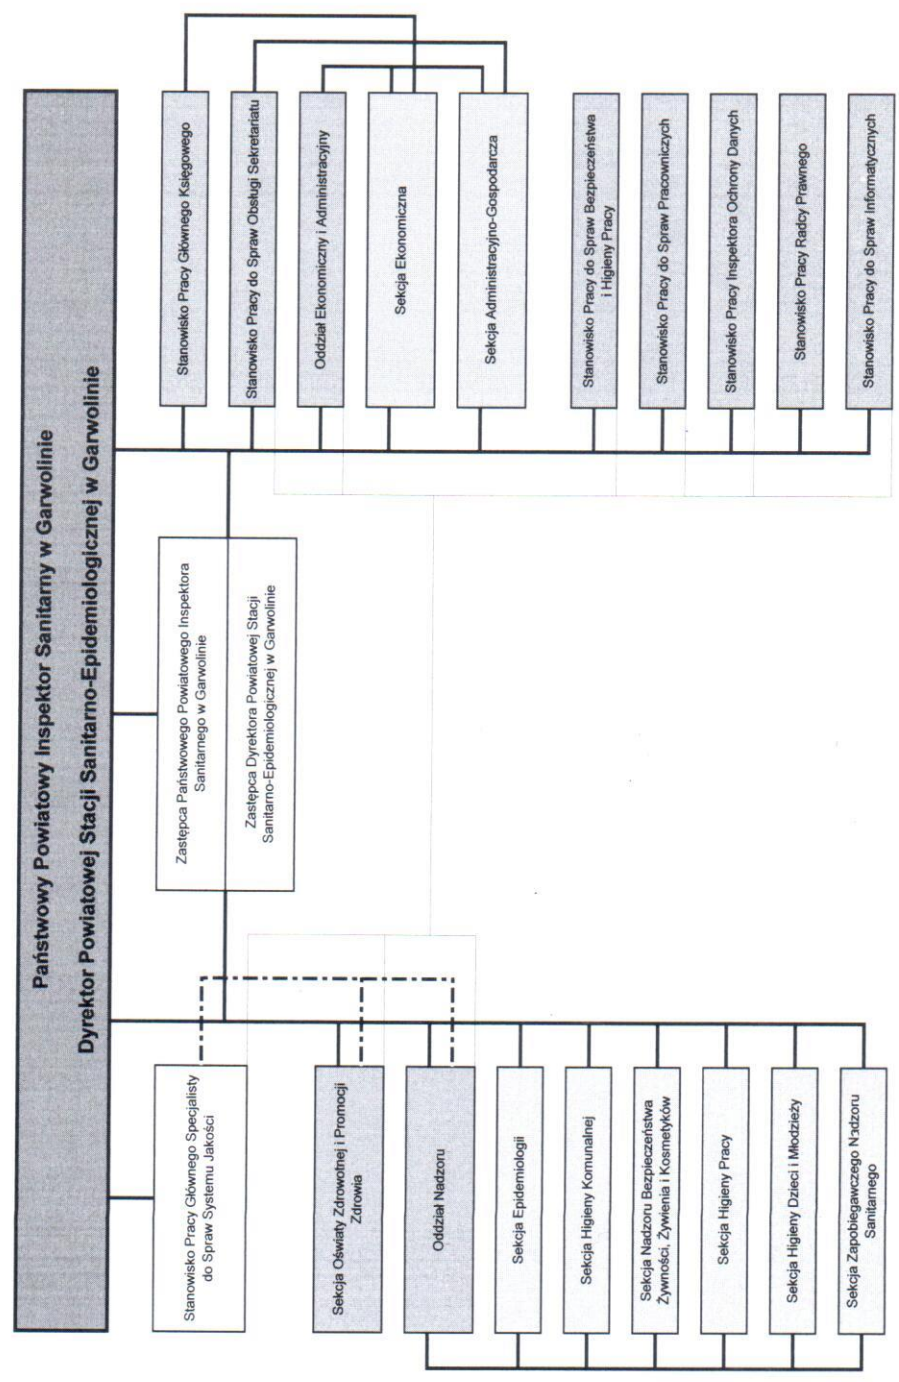 Państwowy Powiatowy Inspektor Sanitarny w Garwolinie
Dyrektor Powiatowej Stacji Sanitarno-Epidemiologicznej w Garwolinie
Stanowisko Pracy Głównego Specjalisty
do Spraw Systemu Jakości
Sekcja Oświaty Zdrowotnej i Promocji
Zdrowia
Oddział Nadzoru
Sekcja Epidemiologii
Sekcja Higieny Komunalnej
Sekcja Nadzoru Bezpieczeństwa
Żywności, Żywienia i Kosmetyków
Sekcja Higieny Pracy
Sekcja Higieny Dzieci i Młodzieży
Sekcja Zapobiegawczego Nadzoru
Sanitarnego
Zastępca Państwowego Powiatowego Inspektora
Sanitarnego w Garwolinie
Zastępca Dyrektora Powiatowej Stacji
Sanitarno-Epidemiologicznej w Garwolinie
Stanowisko Pracy Głównego Księgowego
Stanowisko Pracy do Spraw Obsługi Sekretariatu
Oddział Ekonomiczny i Administracyjny
Sekcja Ekonomiczna
Sekcja Administracyjno-Gospodarcza
Stanowisko Pracy do Spraw Bezpieczeństwa
i Higieny Pracy
Stanowisko Pracy do Spraw Pracowniczych
Stanowisko Pracy Inspektora Ochrony Danych
Stanowisko Pracy Radcy Prawnego
Stanowisko Pracy do Spraw Informatycznych